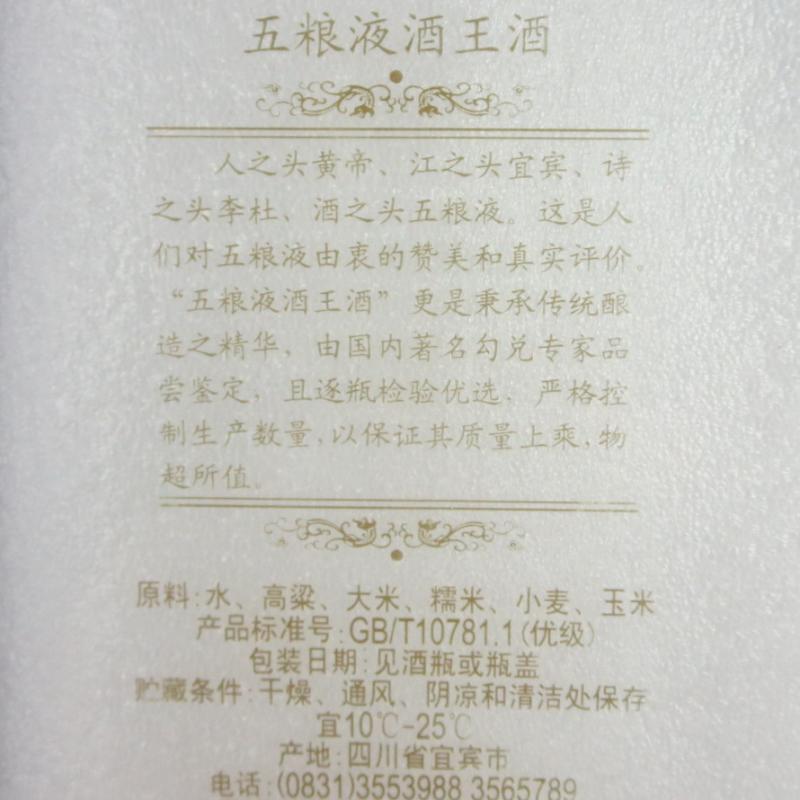 五粮液酒王酒
人之头黄帝、江之头宜宾、诗
之头李杜、酒之头五粮液。这是人
们对五粮液由衷的赞美和真实评价。
“五粮液酒王酒”更是秉承传统酿
造之精华，由国内著名勾兑专家品
尝鉴定，且逐瓶检验优选，严格控
制生产数量，以保证其质量上乘，物
超所值。
原料:水、高粱、大米、糯米、小麦、玉米
产品标准号:GB/T10781.1(优级)
包装日期:见酒瓶或瓶盖
贮藏条件:干燥、通风、阴凉和清洁处保存
宜10℃-25℃
产地:四川省宜宾市
电话:(0831)3553988 3565789